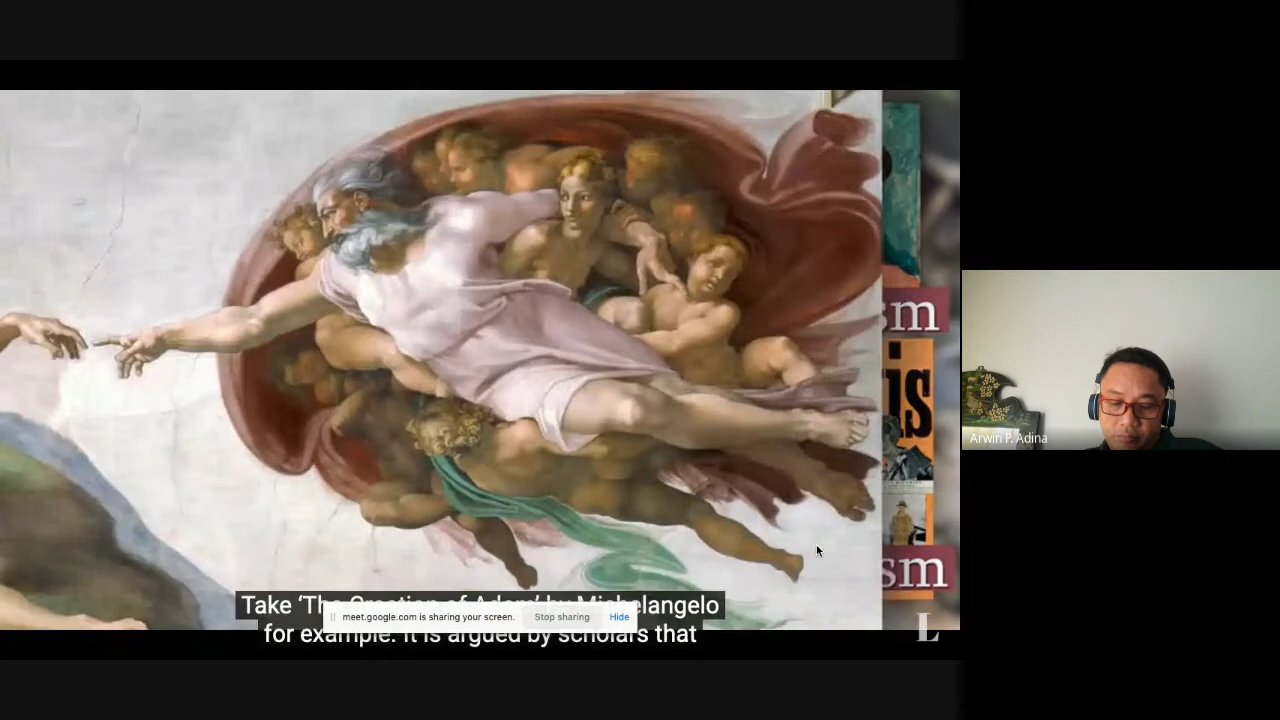 sm
is
Arwin P. Adina
sm
Take ‘The Creation of Adam’ by Michelangelo
meet.google.com is sharing your screen. Stop sharing Hide
for example. It is argued by scholars that
L